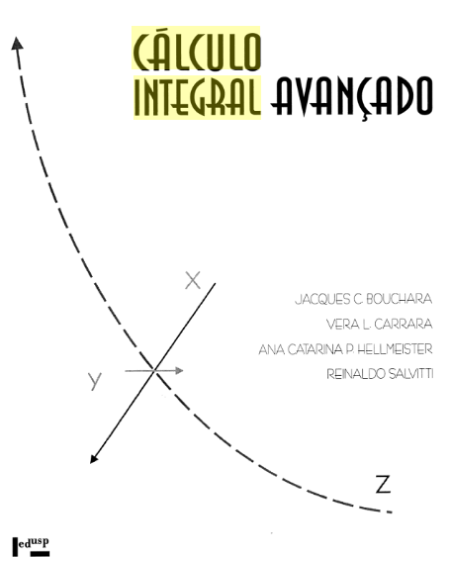 CÁLCULO
INTEGRAL AVANÇADO
X
JACQUES C. BOUCHARA
VERA L. CARRARA
ANA CATARINA P. HELLMEISTER
REINALDO SALVITTI
Y
Z
edusp